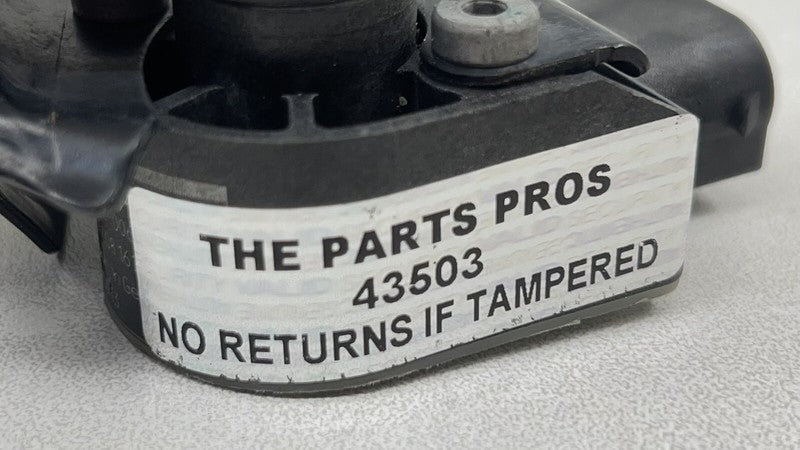 THE PARTS PROS
43503
NO RETURNS IF TAMPERED